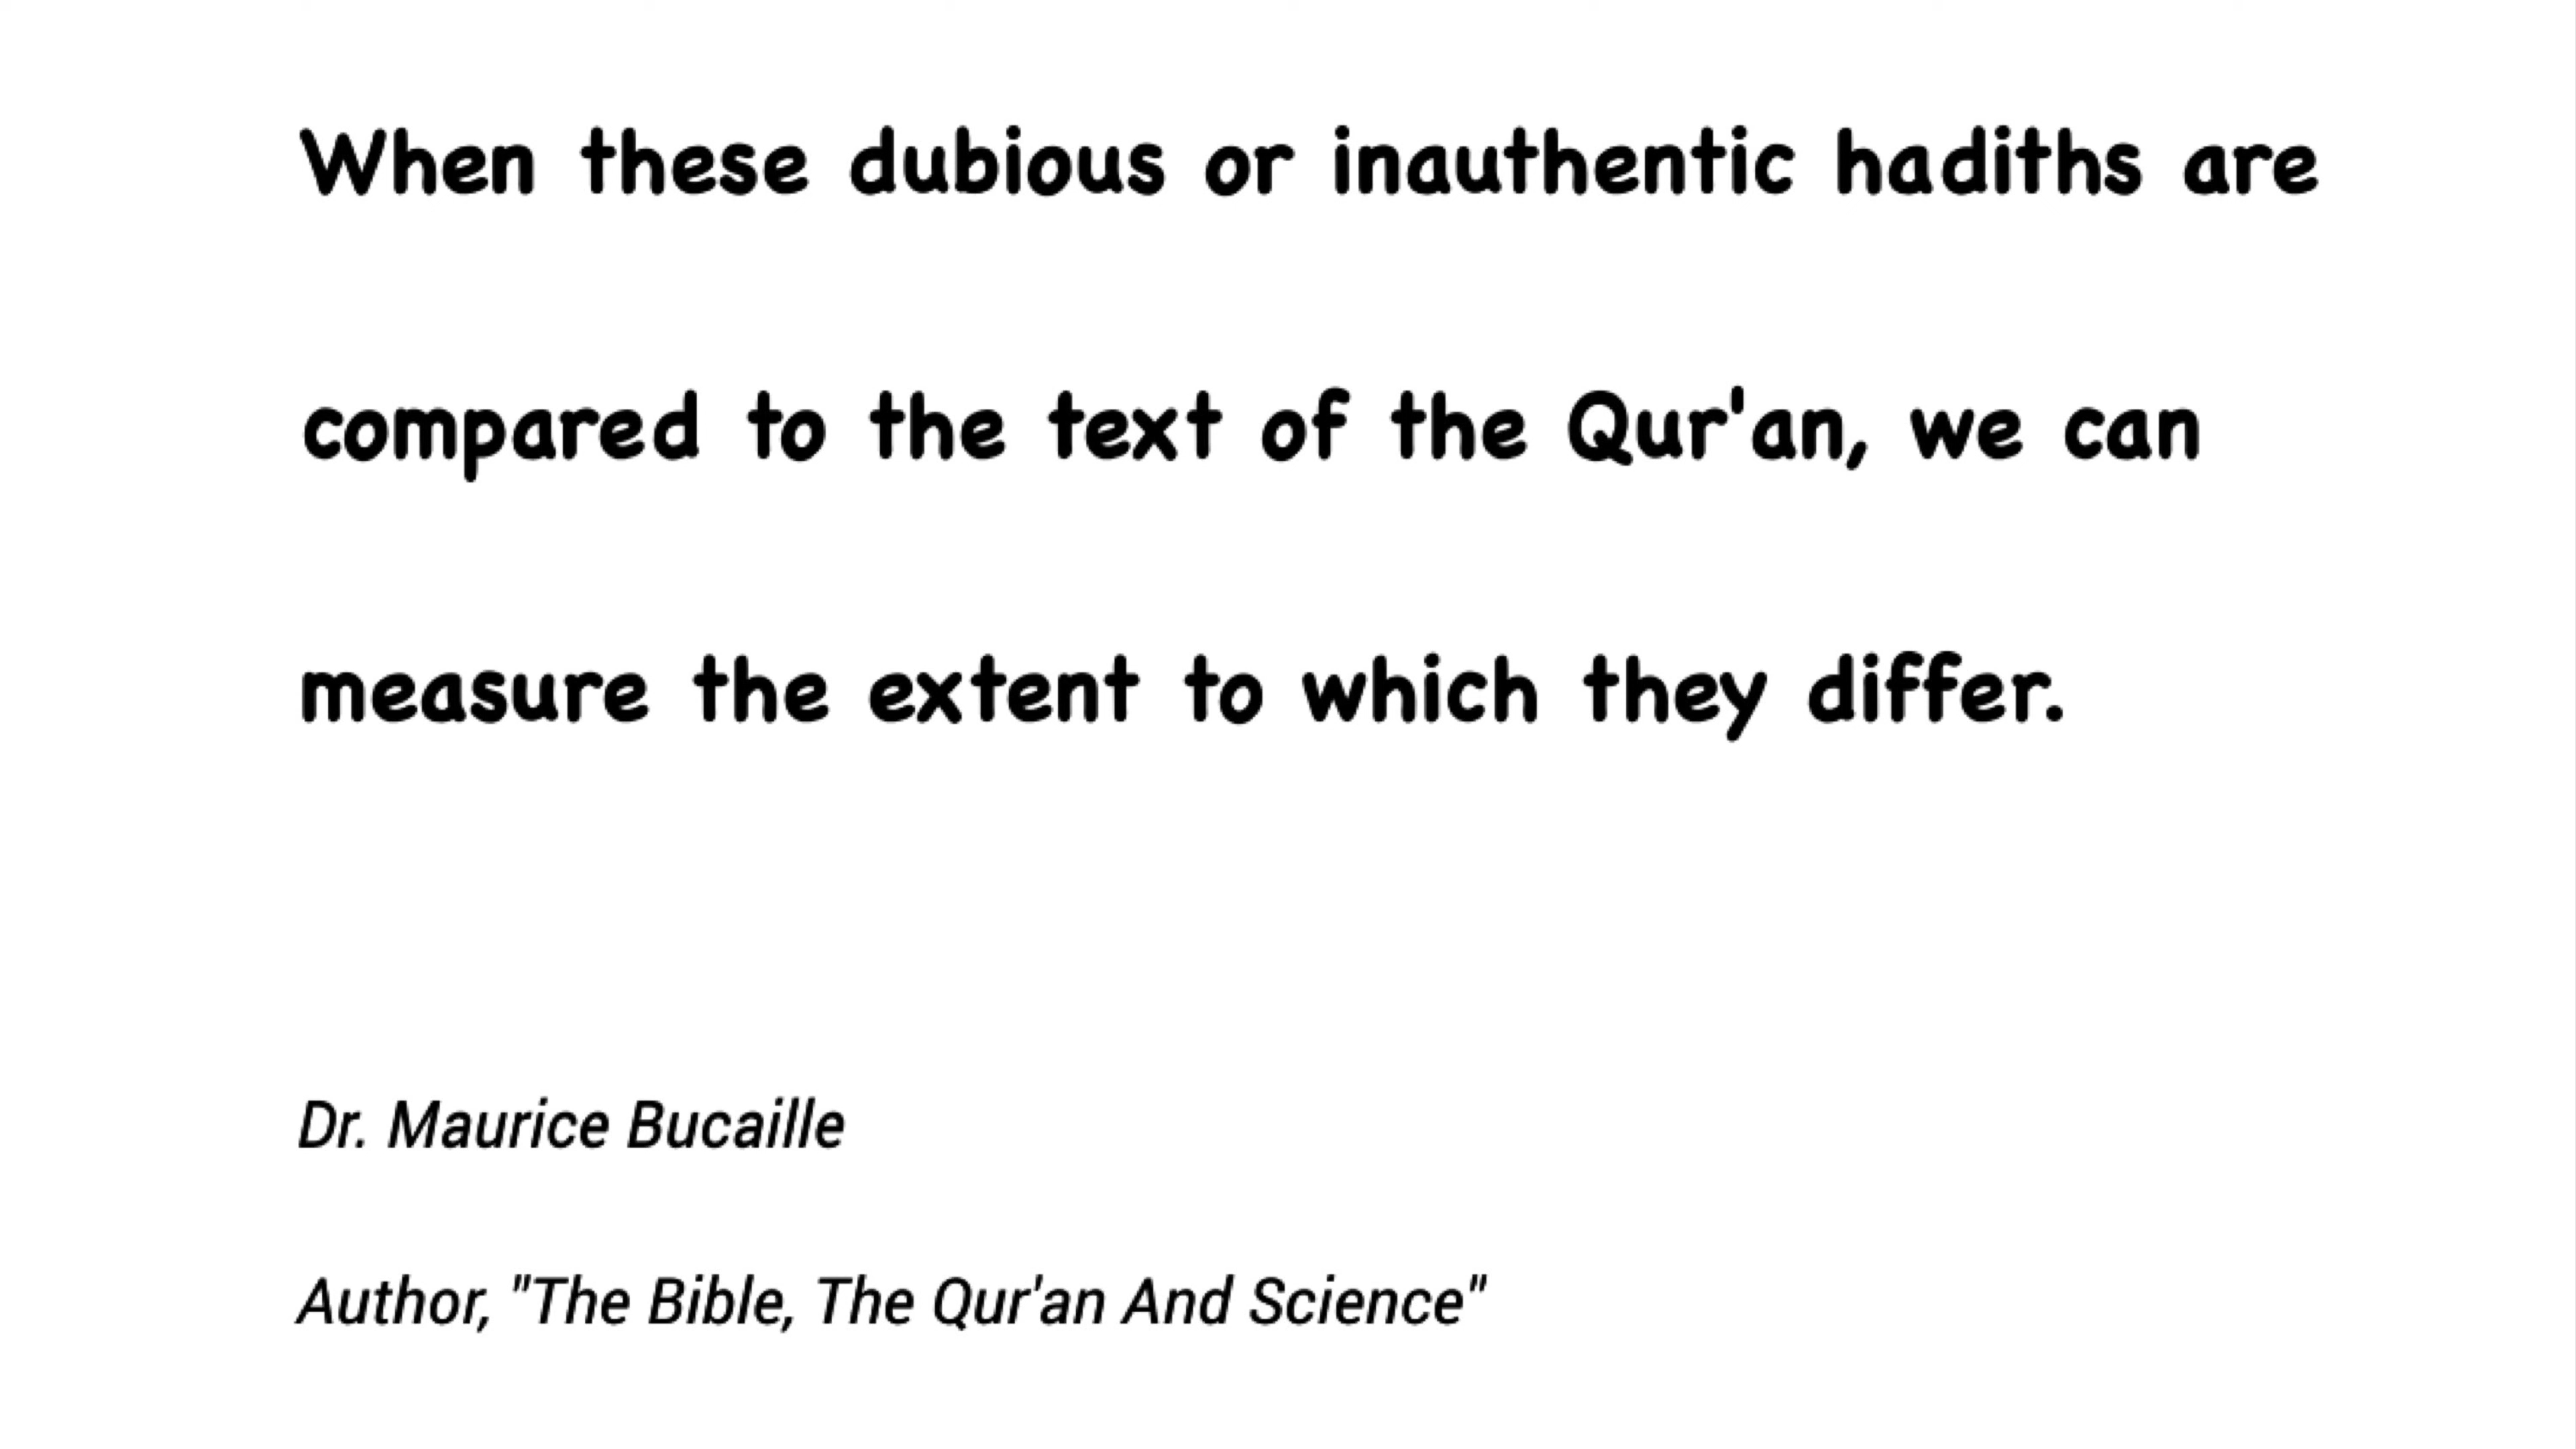 When these dubious or inauthentic hadiths are
compared to the text of the Qur'an, we can
measure the extent to which they differ.
Dr. Maurice Bucaille
Author, "The Bible, The Qur'an And Science"